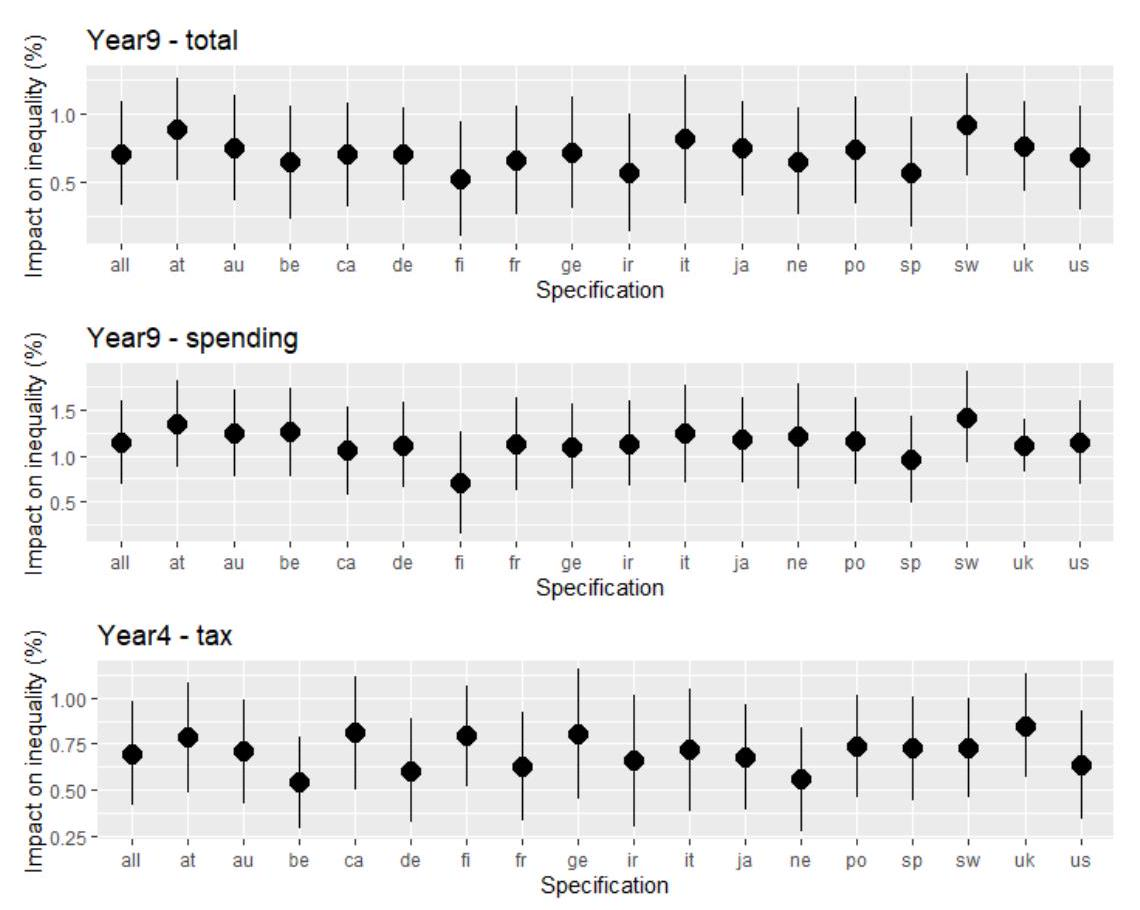 Year9 - total
Impact on inequality (%)
1.0
0.5
all at au be ca de fi fr ge ir it ja ne po sp sw uk us
Specification
Year9 - spending
Impact on inequality (%)
1.5
1.0
0.5
all at au be ca de fi fr ge ir it ja ne po sp sw uk us
Specification
Year4 - tax
Impact on inequality (%)
1.00
0.75
0.50
0.25
all at au be ca de fi fr ge ir it ja ne po sp sw uk us
Specification